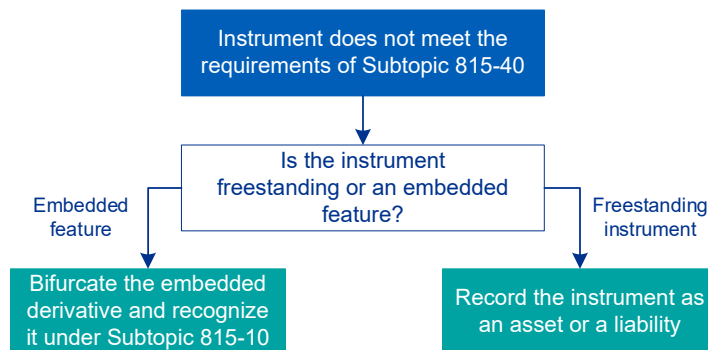 Instrument does not meet the
requirements of Subtopic 815-40
Is the instrument
freestanding or an embedded
feature?
Embedded
feature
Freestanding
instrument
Bifurcate the embedded
derivative and recognize
it under Subtopic 815-10
Record the instrument as
an asset or a liability